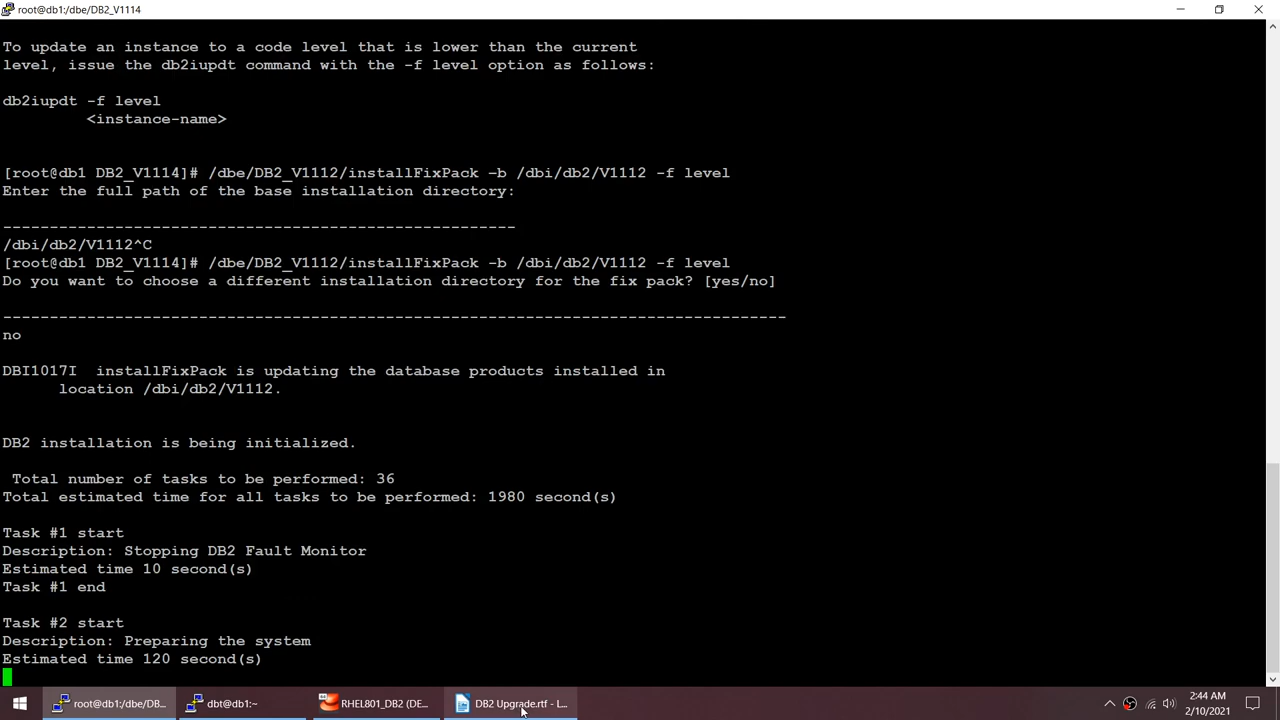 root@db1:/dbe/DB2_V1114
To update an instance to a code level that is lower than the current
level, issue the db2iupdt command with the -f level option as follows:
db2iupdt -f level
<instance-name>
[root@db1 DB2_V1114]# /dbe/DB2_V1112/installFixPack –b /dbi/db2/V1112 -f level
Enter the full path of the base installation directory:
-------------------------------------------------------
/dbi/db2/V1112^C
[root@db1 DB2_V1114]# /dbe/DB2_V1112/installFixPack -b /dbi/db2/V1112 -f level
Do you want to choose a different installation directory for the fix pack? [yes/no]
------------------------------------------------------------------------------------
no
DBI1017I  installFixPack is updating the database products installed in
location /dbi/db2/V1112.
DB2 installation is being initialized.
Total number of tasks to be performed: 36
Total estimated time for all tasks to be performed: 1980 second(s)
Task #1 start
Description: Stopping DB2 Fault Monitor
Estimated time 10 second(s)
Task #1 end
Task #2 start
Description: Preparing the system
Estimated time 120 second(s)
root@db1:/dbe/DB...
dbt@db1:~
RHEL801_DB2 (DE...
DB2 Upgrade.rtf - L...
2:44 AM
2/10/2021